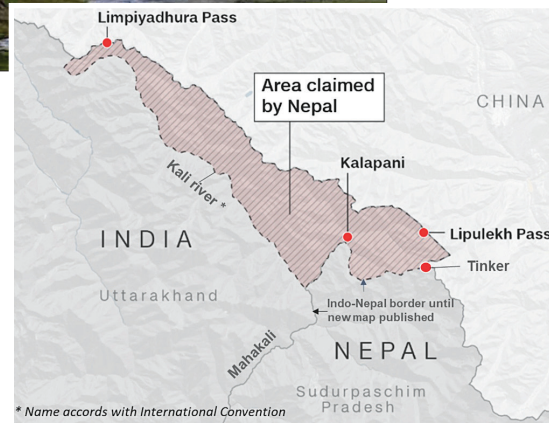 Limpiyadhura Pass
Area claimed
by Nepal
CHINA
Kalapani
Kali river *
INDIA
Lipulekh Pass
Tinker
Uttarakhand
Indo-Nepal border until
new map published
Mahakali
NEPAL
Sudurpaschim
Pradesh
* Name accords with International Convention